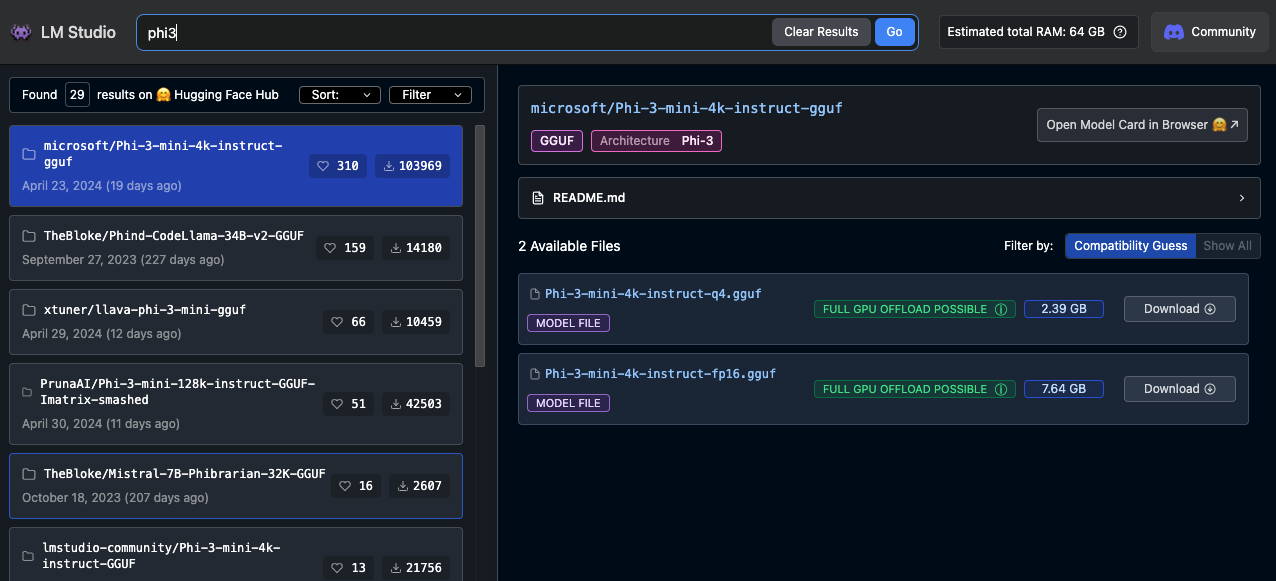 LM Studio
phi3
Clear Results
Go
Estimated total RAM: 64 GB
Community
Found 29 results on 🤗 Hugging Face Hub
Sort:
Filter
microsoft/Phi-3-mini-4k-instruct-
gguf
310
103969
April 23, 2024 (19 days ago)
TheBloke/Phind-CodeLlama-34B-v2-GGUF
159
14180
September 27, 2023 (227 days ago)
xtuner/llava-phi-3-mini-gguf
66
10459
April 29, 2024 (12 days ago)
PrunaAI/Phi-3-mini-128k-instruct-GGUF-
Imatrix-smashed
51
42503
April 30, 2024 (11 days ago)
TheBloke/Mistral-7B-Phibrarian-32K-GGUF
16
2607
October 18, 2023 (207 days ago)
lmstudio-community/Phi-3-mini-4k-
instruct-GGUF
13
21756
microsoft/Phi-3-mini-4k-instruct-gguf
GGUF
Architecture Phi-3
Open Model Card in Browser 🤗↗
README.md
2 Available Files
Filter by:
Compatibility Guess
Show All
Phi-3-mini-4k-instruct-q4.gguf
MODEL FILE
FULL GPU OFFLOAD POSSIBLE
2.39 GB
Download
Phi-3-mini-4k-instruct-fp16.gguf
MODEL FILE
FULL GPU OFFLOAD POSSIBLE
7.64 GB
Download